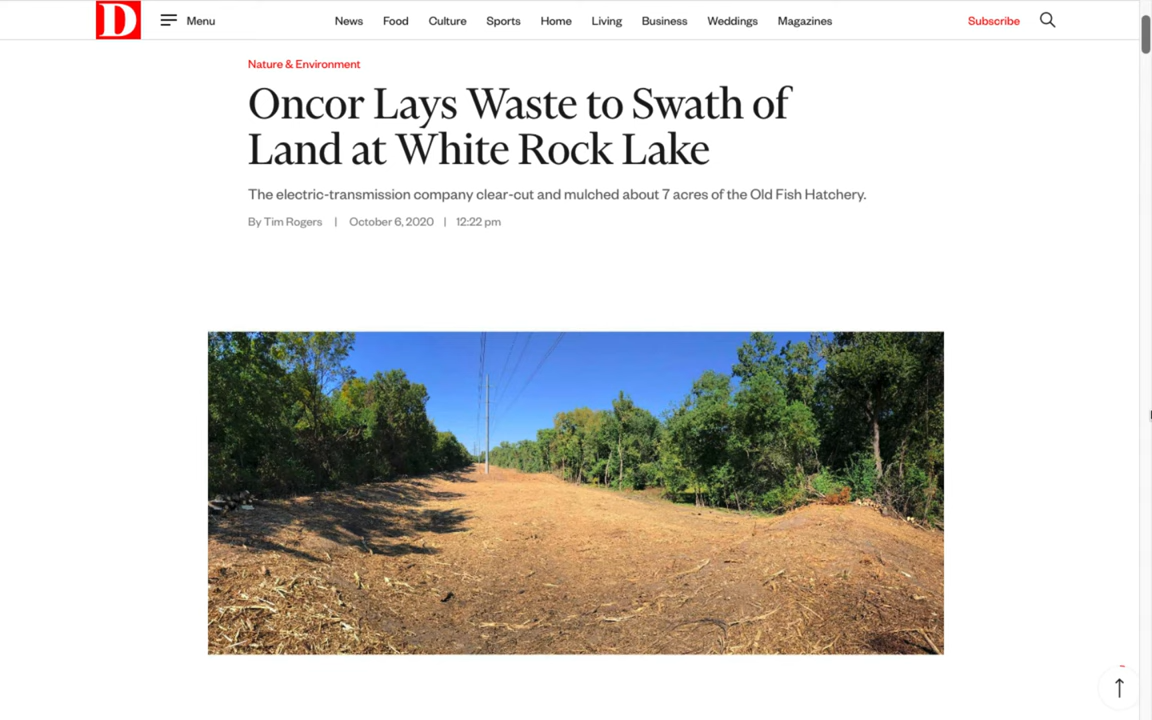 D Menu News Food Culture Sports Home Living Business Weddings Magazines Subscribe
Nature & Environment
Oncor Lays Waste to Swath of
Land at White Rock Lake
The electric-transmission company clear-cut and mulched about 7 acres of the Old Fish Hatchery.
By Tim Rogers | October 6, 2020 | 12:22 pm